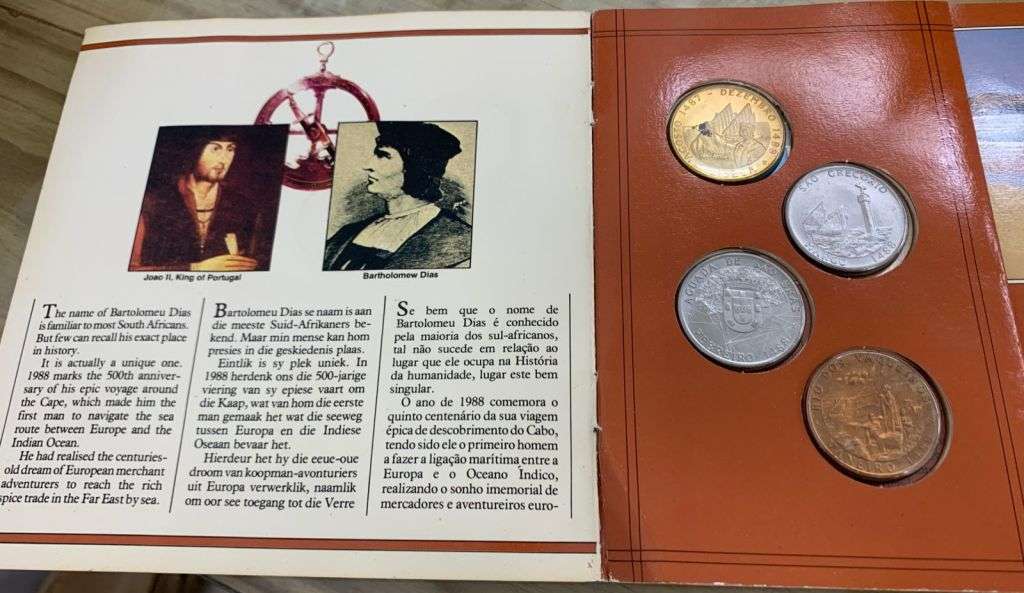 Joao II, King of Portugal
Bartholomew Dias
The name of Bartolomeu Dias
is familiar to most South Africans.
But few can recall his exact place
in history.
It is actually a unique one.
1988 marks the 500th anniver-
sary of his epic voyage around
the Cape, which made him the
first man to navigate the sea
route between Europe and the
Indian Ocean.
He had realised the centuries-
old dream of European merchant
adventurers to reach the rich
spice trade in the Far East by sea.
Bartolomeu Dias se naam is aan
die meeste Suid-Afrikaners be-
kend. Maar min mense kan hom
presies in die geskiedenis plaas.
Eintlik is sy plek uniek. In
1988 herdenk ons die 500-jarige
viering van sy epiese vaart om
die Kaap, wat van hom die eerste
man gemaak het wat die seeweg
tussen Europa en die Indiese
Oseaan bevaar het.
Hierdeur het hy die eeue-oue
droom van koopman-avonturiers
uit Europa verwerklik, naamlik
om oor see toegang tot die Verre
Se bem que o nome de
Bartolomeu Dias é conhecido
pela maioria dos sul-africanos,
tal não sucede em relação ao
lugar que ele ocupa na História
da humanidade, lugar este bem
singular.
O ano de 1988 comemora o
quinto centenário da sua viagem
épica de descobrimento do Cabo,
tendo sido ele o primeiro homem
a fazer a ligação marítima entre a
Europa e o Oceano Índico,
realizando o sonho imemorial de
mercadores e aventureiros euro-
1487 - DEZEMBRO 1488
SÃO GREGÓRIO
AGUADA DE
RIO DOS VAQUEIROS